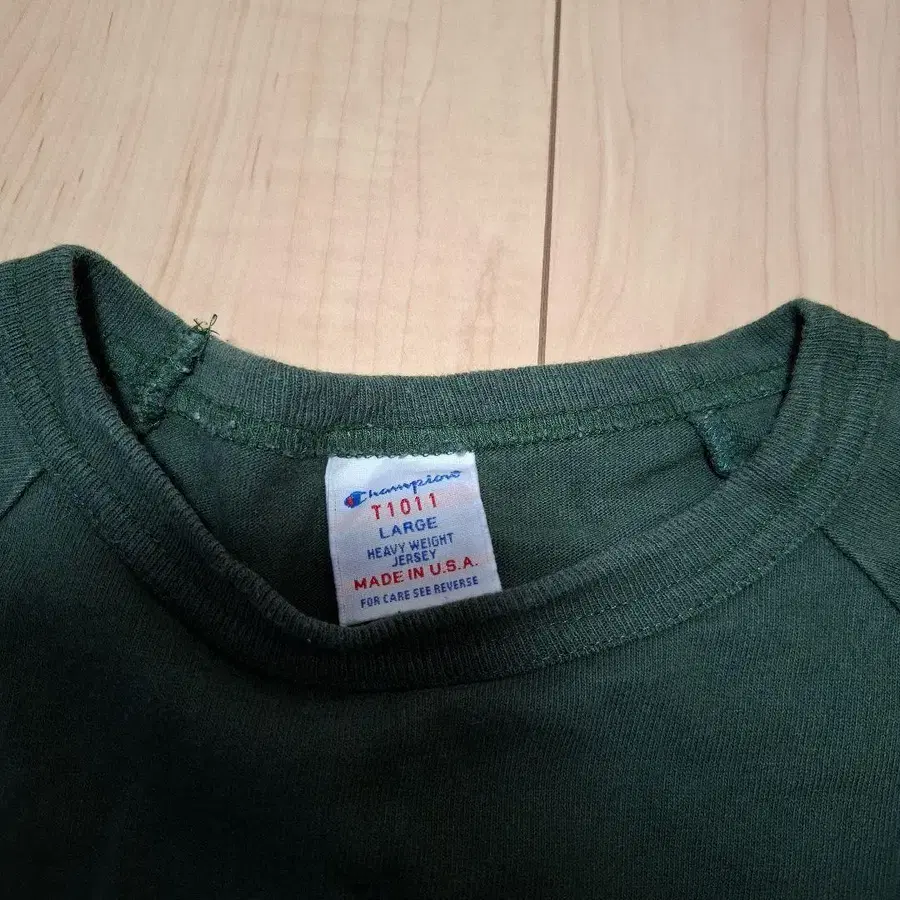 Champion
T1011
LARGE
HEAVY WEIGHT
JERSEY
MADE IN U.S.A.
FOR CARE SEE REVERSE